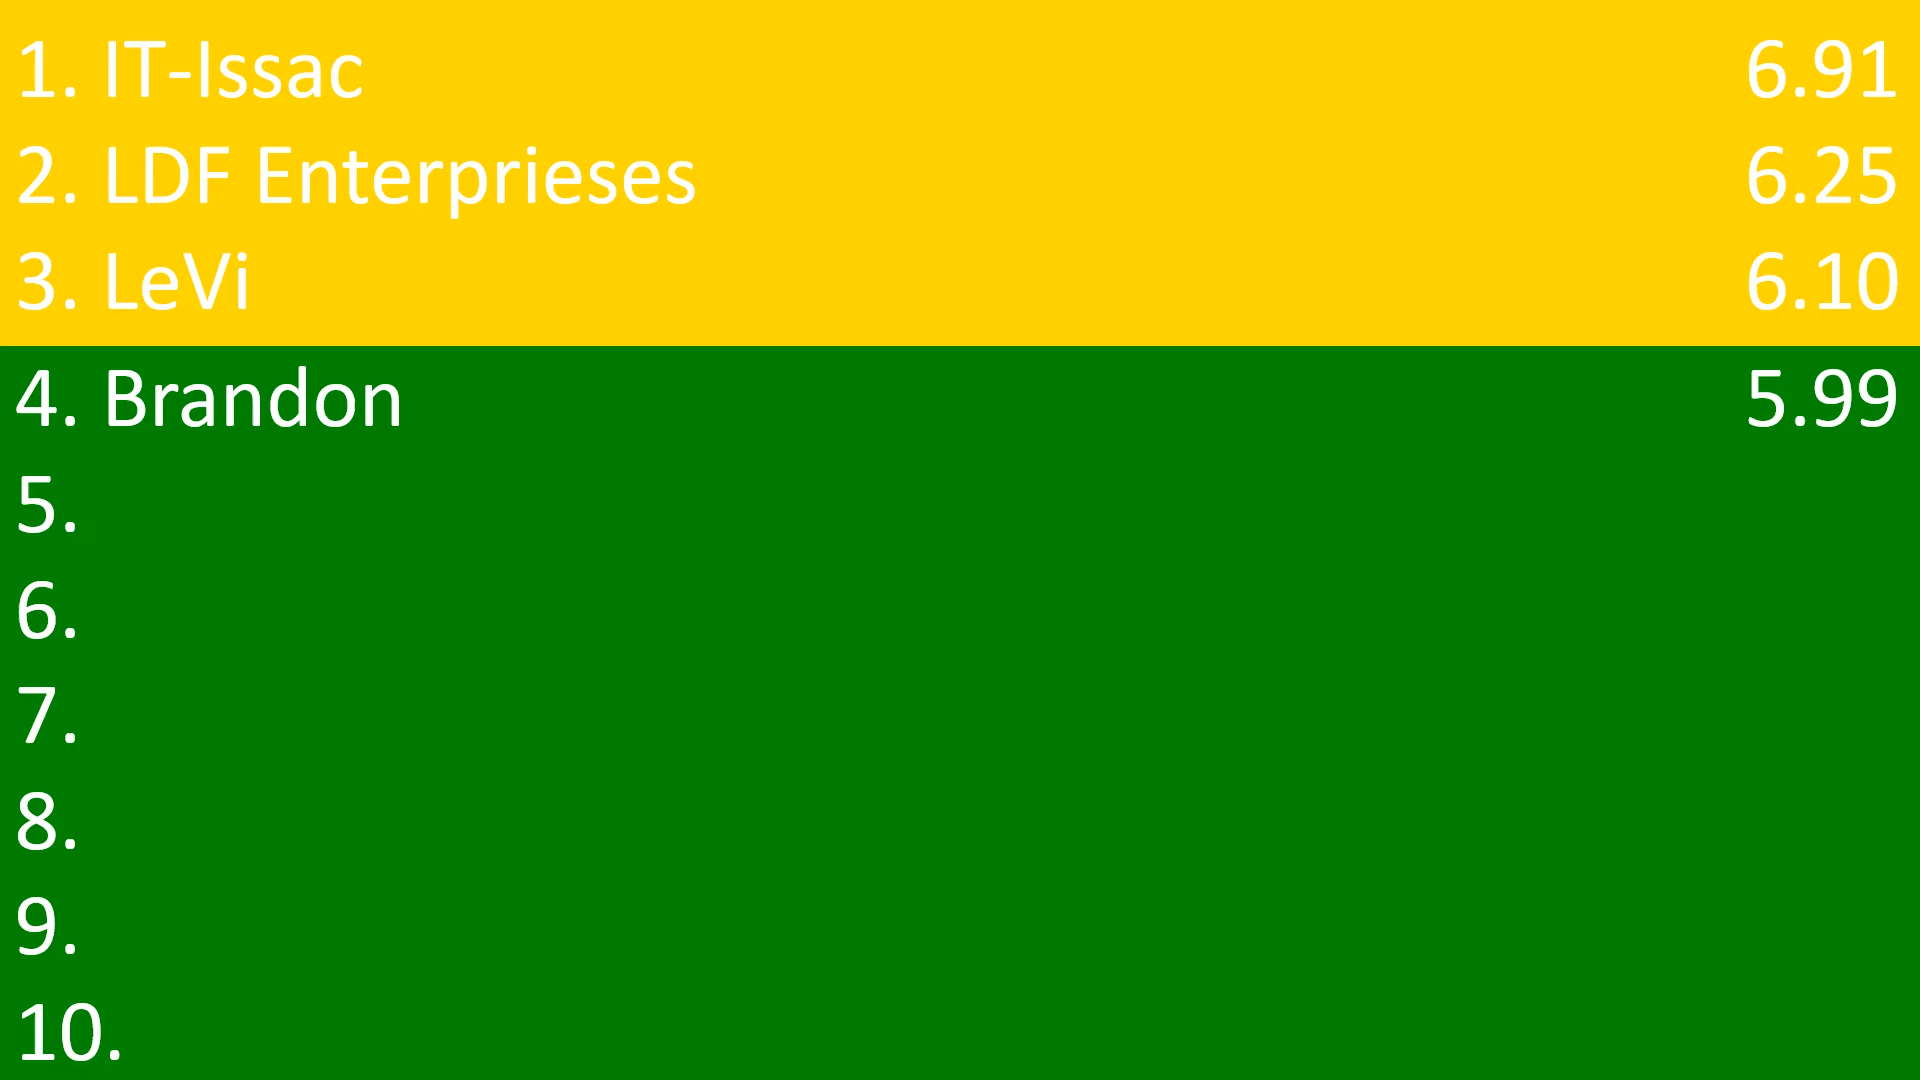 1. IT-Issac 6.91
2. LDF Enterprieses 6.25
3. LeVi 6.10
4. Brandon 5.99
5.
6.
7.
8.
9.
10.